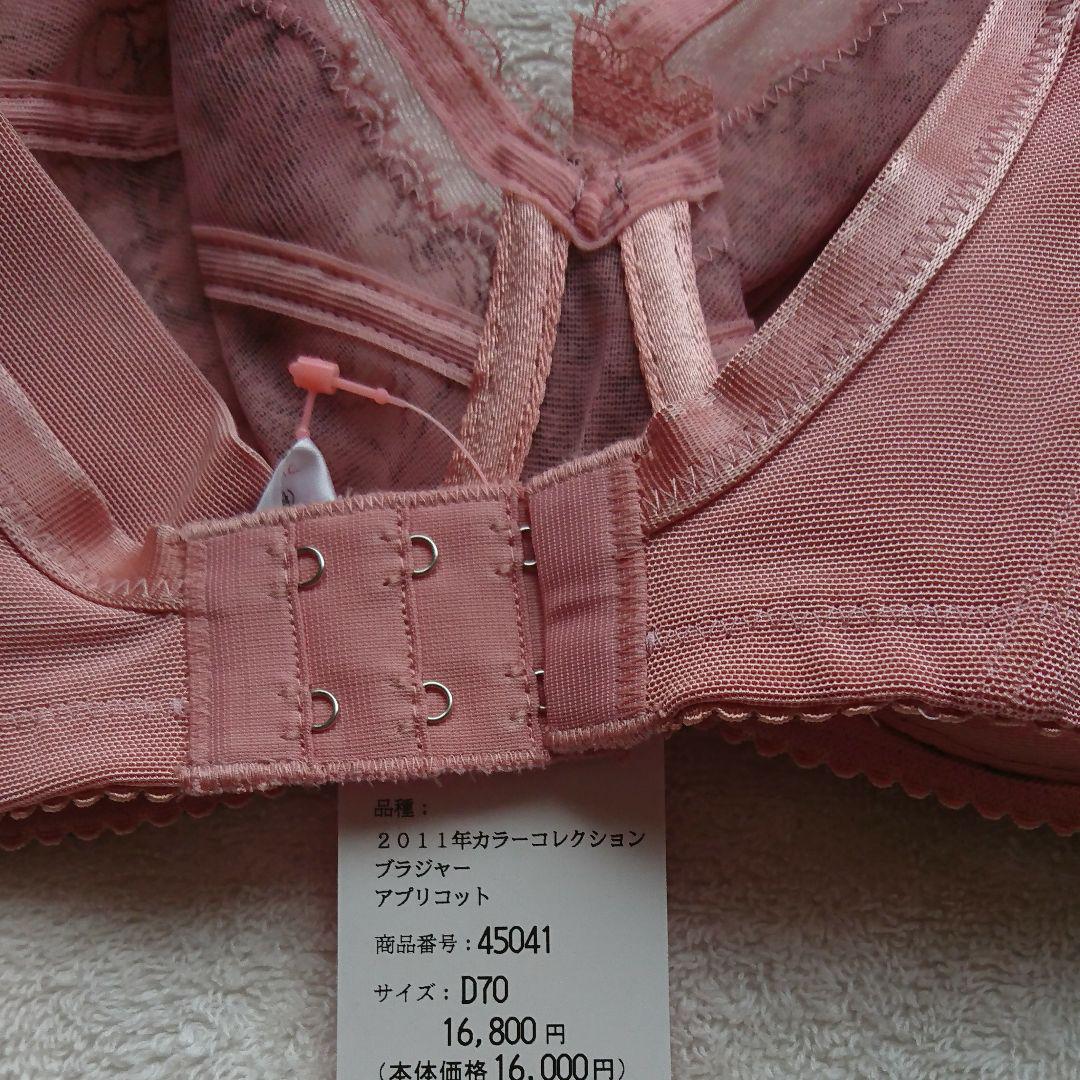 品種：
２０１１年カラーコレクション
ブラジャー
アプリコット
商品番号：45041
サイズ：D70
16,800円
（本体価格16,000円）